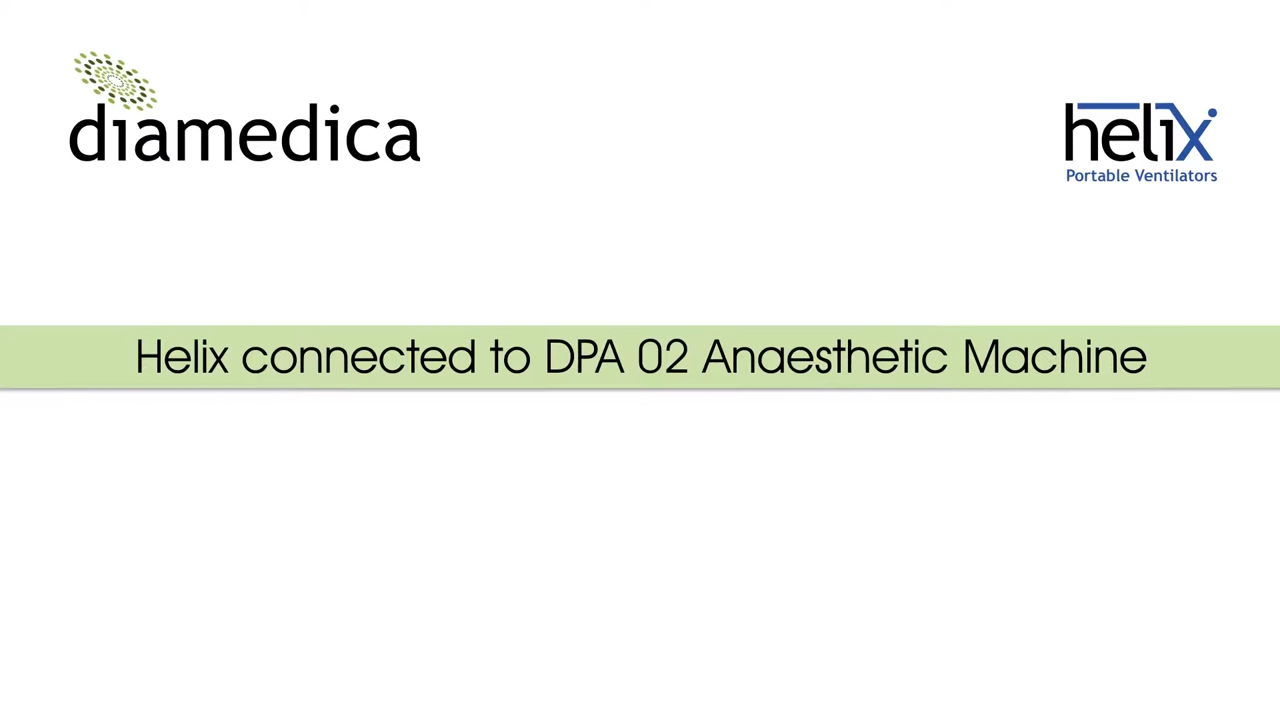 diamedica
helix
Portable Ventilators
Helix connected to DPA 02 Anaesthetic Machine